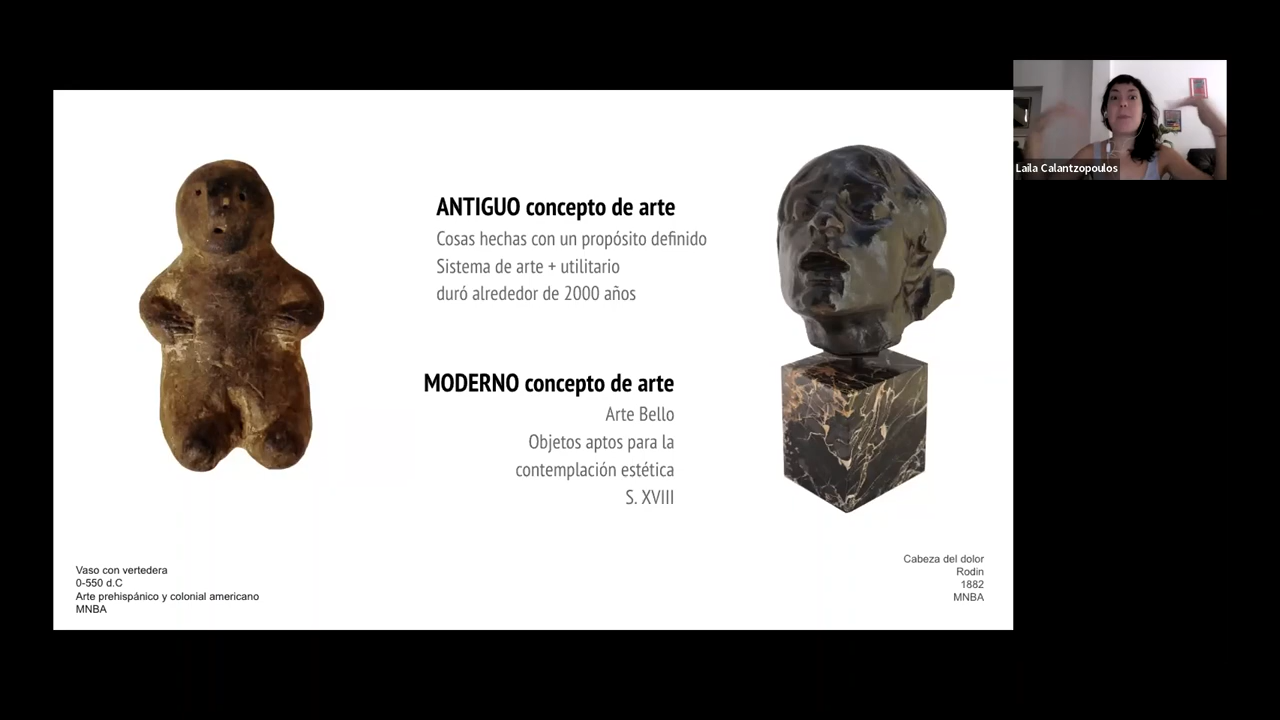 ANTIGUO concepto de arte
Cosas hechas con un propósito definido
Sistema de arte + utilitario
duró alrededor de 2000 años
MODERNO concepto de arte
Arte Bello
Objetos aptos para la
contemplación estética
S. XVIII
Vaso con vertedera
0-550 d.C
Arte prehispánico y colonial americano
MNBA
Cabeza del dolor
Rodin
1882
MNBA
Laila Calantzopoulos